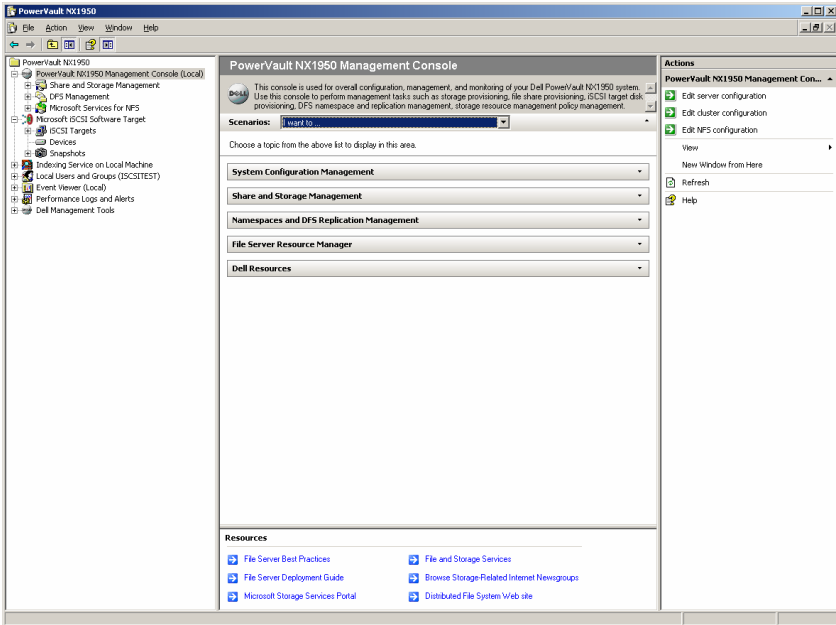 PowerVault NX1950
File Action View Window Help
PowerVault NX1950
PowerVault NX1950 Management Console (Local)
Share and Storage Management
DFS Management
Microsoft Services for NFS
Microsoft iSCSI Software Target
iSCSI Targets
Devices
Snapshots
Indexing Service on Local Machine
Local Users and Groups (ISCSITEST)
Event Viewer (Local)
Performance Logs and Alerts
Dell Management Tools
PowerVault NX1950 Management Console
DELL
This console is used for overall configuration, management, and monitoring of your Dell PowerVault NX1950 system.
Use this console to perform management tasks such as storage provisioning, file share provisioning, iSCSI target disk
provisioning, DFS namespace and replication management, storage resource management policy management.
Scenarios: I want to ...
Choose a topic from the above list to display in this area.
System Configuration Management
Share and Storage Management
Namespaces and DFS Replication Management
File Server Resource Manager
Dell Resources
Resources
File Server Best Practices
File and Storage Services
File Server Deployment Guide
Browse Storage-Related Internet Newsgroups
Microsoft Storage Services Portal
Distributed File System Web site
Actions
PowerVault NX1950 Management Con...
Edit server configuration
Edit cluster configuration
Edit NFS configuration
View
New Window from Here
Refresh
Help